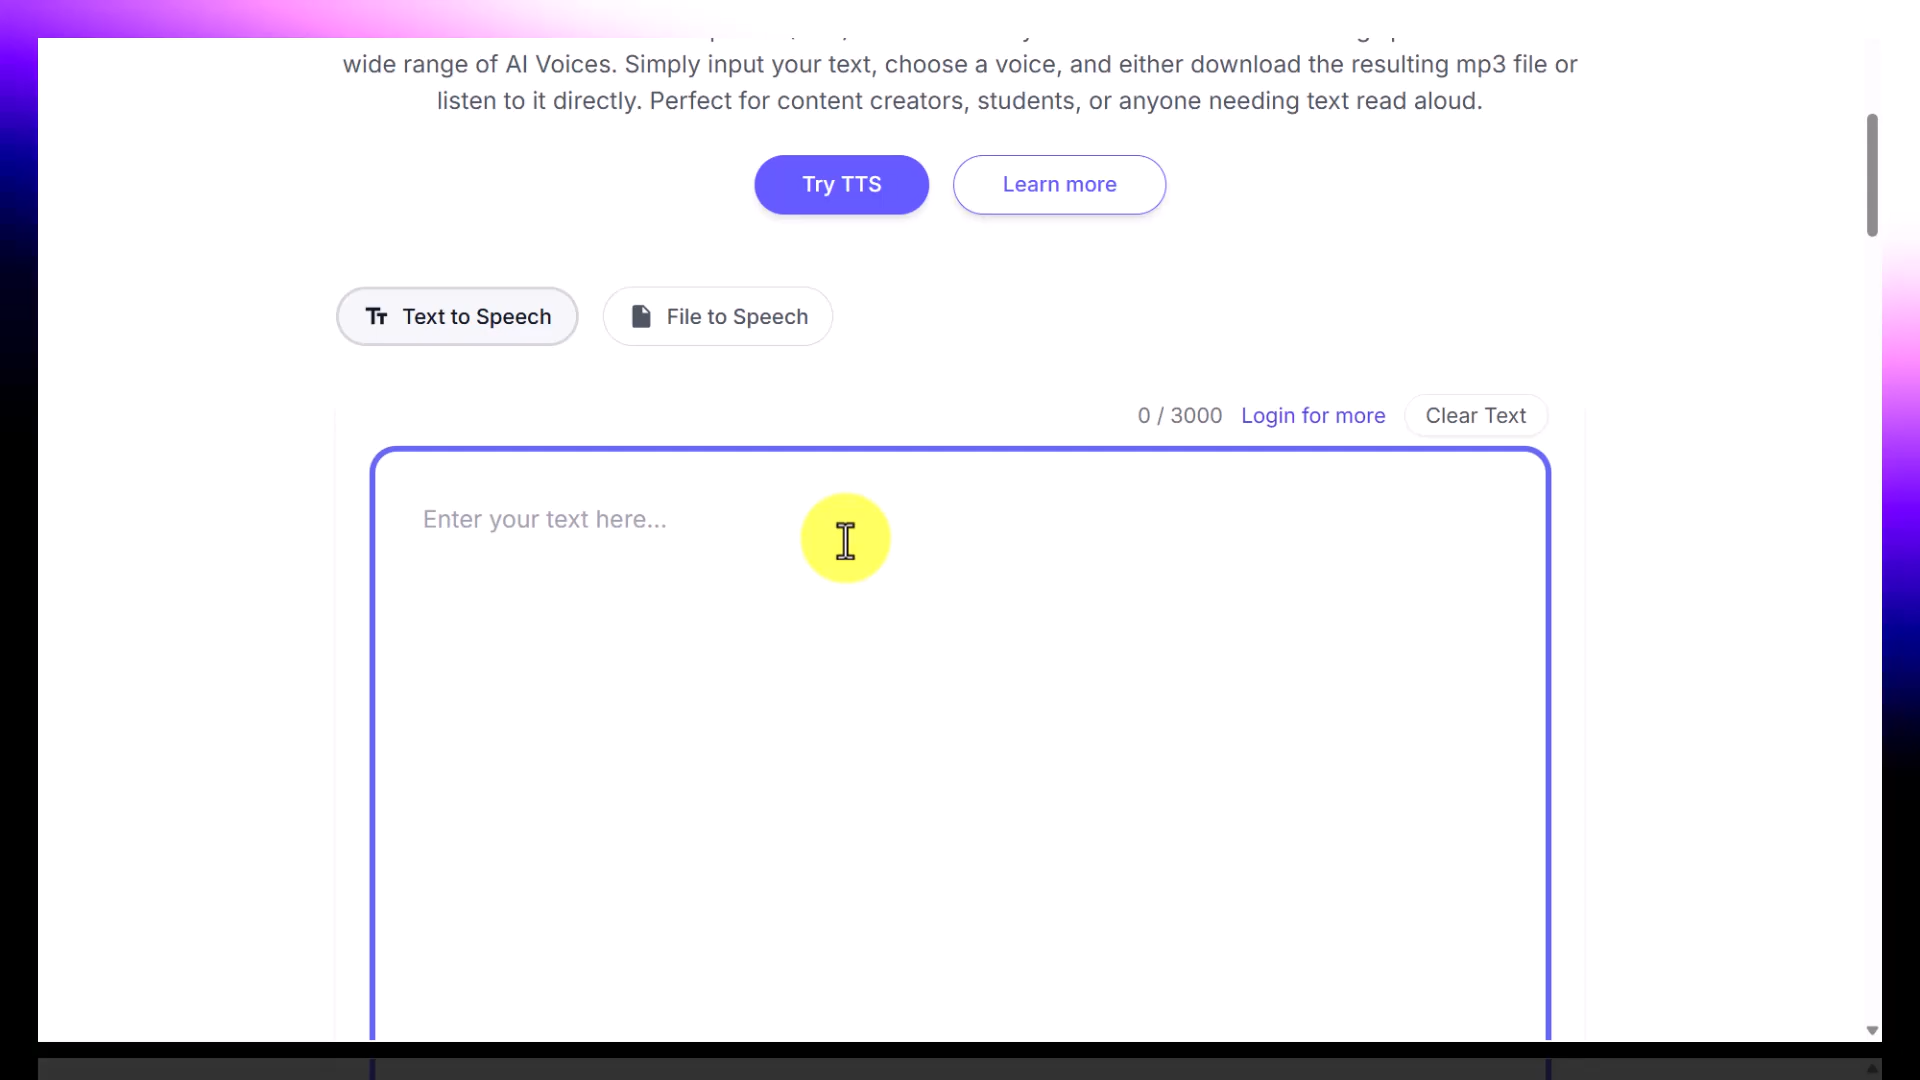 wide range of AI Voices. Simply input your text, choose a voice, and either download the resulting mp3 file or
listen to it directly. Perfect for content creators, students, or anyone needing text read aloud.
Try TTS
Learn more
Text to Speech
File to Speech
0 / 3000 Login for more Clear Text
Enter your text here...